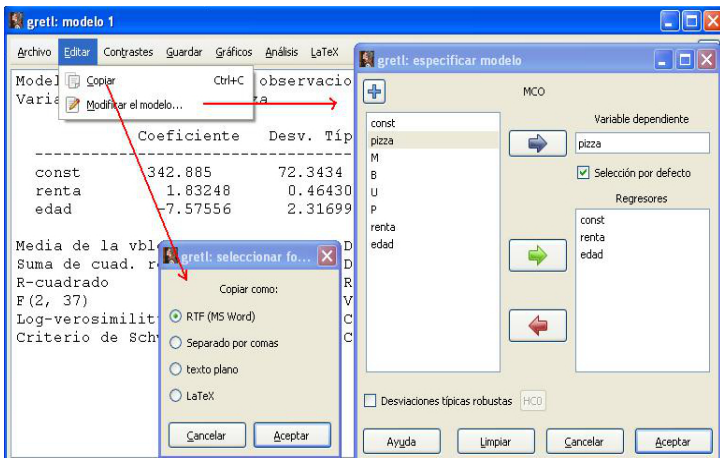 gretl: modelo 1
Archivo Editar Contrastes Guardar Gráficos Análisis LaTeX
Copiar Ctrl+C
Modificar el modelo...
observacio
Coeficiente Desv. Típ
const 342.885 72.3434
renta 1.83248 0.46430
edad -7.57556 2.31699
Media de la vble
Suma de cuad. r
R-cuadrado
F(2, 37)
Log-verosimilit
Criterio de Schw
gretl: seleccionar fo...
Copiar como:
RTF (MS Word)
Separado por comas
texto plano
LaTeX
Cancelar Aceptar
gretl: especificar modelo
MCO
const
pizza
M
B
U
P
renta
edad
Variable dependiente
pizza
Selección por defecto
Regresores
const
renta
edad
Desviaciones típicas robustas HC0
Ayuda Limpiar Cancelar Aceptar